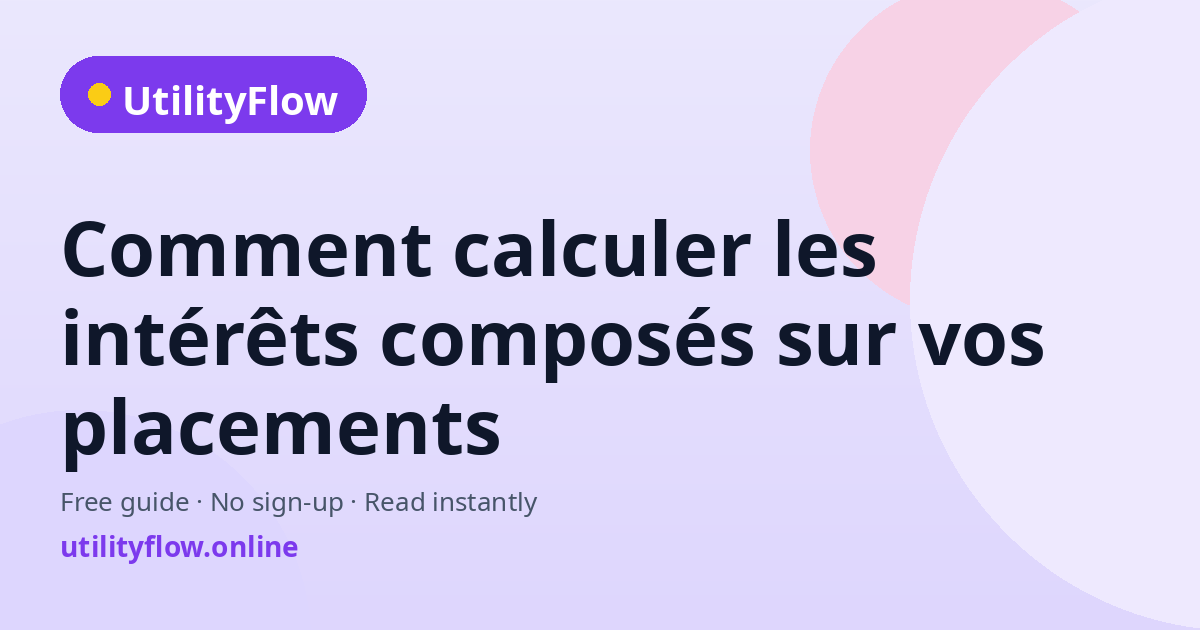 UtilityFlow
Comment calculer les
intérêts composés sur vos
placements
Free guide · No sign-up · Read instantly
utilityflow.online